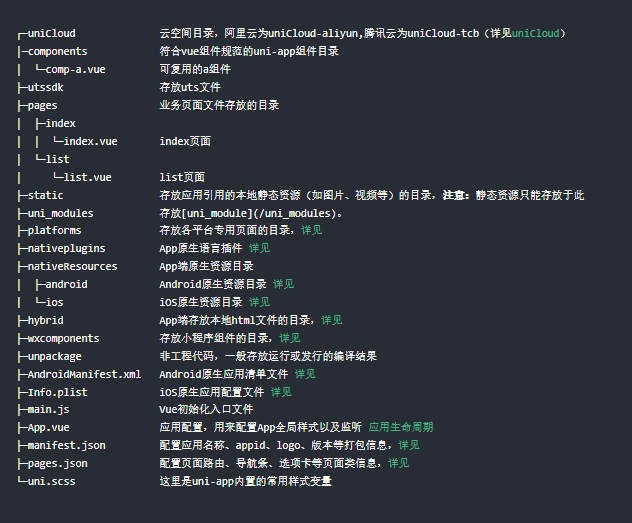 ┌─uniCloud 云空间目录，阿里云为uniCloud-aliyun,腾讯云为uniCloud-tcb（详见uniCloud）
│─components 符合vue组件规范的uni-app组件目录
│ └─comp-a.vue 可复用的a组件
├─utssdk 存放uts文件
├─pages 业务页面文件存放的目录
│ ├─index
│ │ └─index.vue index页面
│ └─list
│ └─list.vue list页面
├─static 存放应用引用的本地静态资源（如图片、视频等）的目录，注意：静态资源只能存放于此
├─uni_modules 存放[uni_module](/uni_modules)。
├─platforms 存放各平台专用页面的目录，详见
├─nativeplugins App原生语言插件 详见
├─nativeResources App端原生资源目录
│ ├─android Android原生资源目录 详见
│ └─ios iOS原生资源目录 详见
├─hybrid App端存放本地html文件的目录，详见
├─wxcomponents 存放小程序组件的目录，详见
├─unpackage 非工程代码，一般存放运行或发行的编译结果
├─AndroidManifest.xml Android原生应用清单文件 详见
├─Info.plist iOS原生应用配置文件 详见
├─main.js Vue初始化入口文件
├─App.vue 应用配置，用来配置App全局样式以及监听 应用生命周期
├─manifest.json 配置应用名称、appid、logo、版本等打包信息，详见
├─pages.json 配置页面路由、导航条、选项卡等页面类信息，详见
└─uni.scss 这里是uni-app内置的常用样式变量